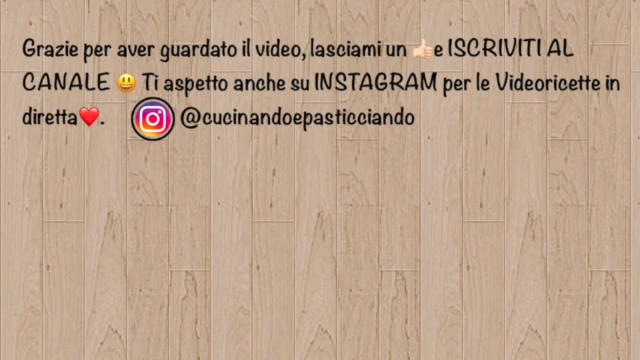 Grazie per aver guardato il video, lasciami un 👍🏻e ISCRIVITI AL
CANALE 😃 Ti aspetto anche su INSTAGRAM per le Videoricette in
diretta❤️. @cucinandoepasticciando